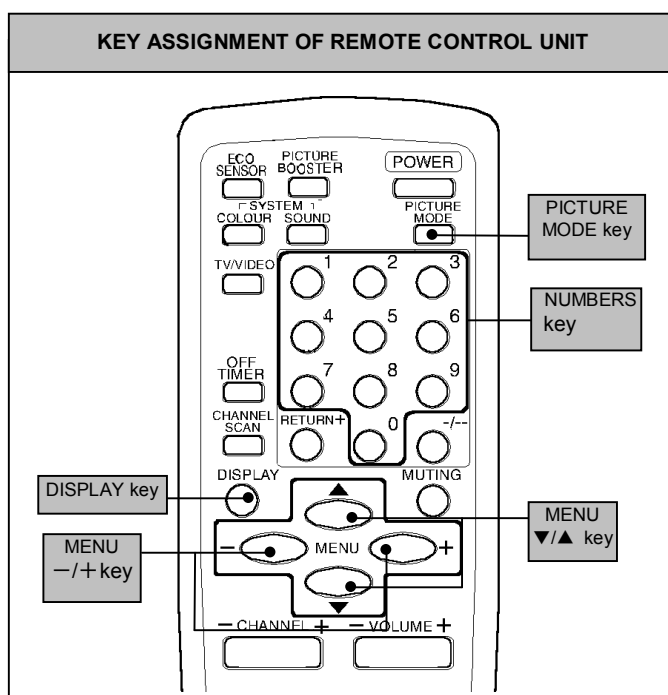 KEY ASSIGNMENT OF REMOTE CONTROL UNIT
ECO SENSOR
PICTURE BOOSTER
POWER
SYSTEM
COLOUR SOUND
PICTURE MODE
PICTURE
MODE key
TV/VIDEO
1 2 3
NUMBERS
key
4 5 6
OFF TIMER
7 8 9
CHANNEL SCAN
RETURN+
0
-/--
DISPLAY
MUTING
DISPLAY key
▲
MENU
−/+key
− MENU +
MENU
▼/▲ key
▼
− CHANNEL +
− VOLUME +